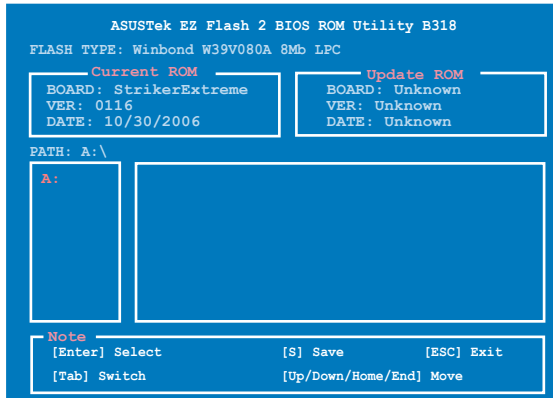 ASUSTek EZ Flash 2 BIOS ROM Utility B318
FLASH TYPE: Winbond W39V080A 8Mb LPC
Current ROM
BOARD: StrikerExtreme
VER: 0116
DATE: 10/30/2006
Update ROM
BOARD: Unknown
VER: Unknown
DATE: Unknown
PATH: A:\
A:
Note
[Enter] Select [S] Save [ESC] Exit
[Tab] Switch [Up/Down/Home/End] Move